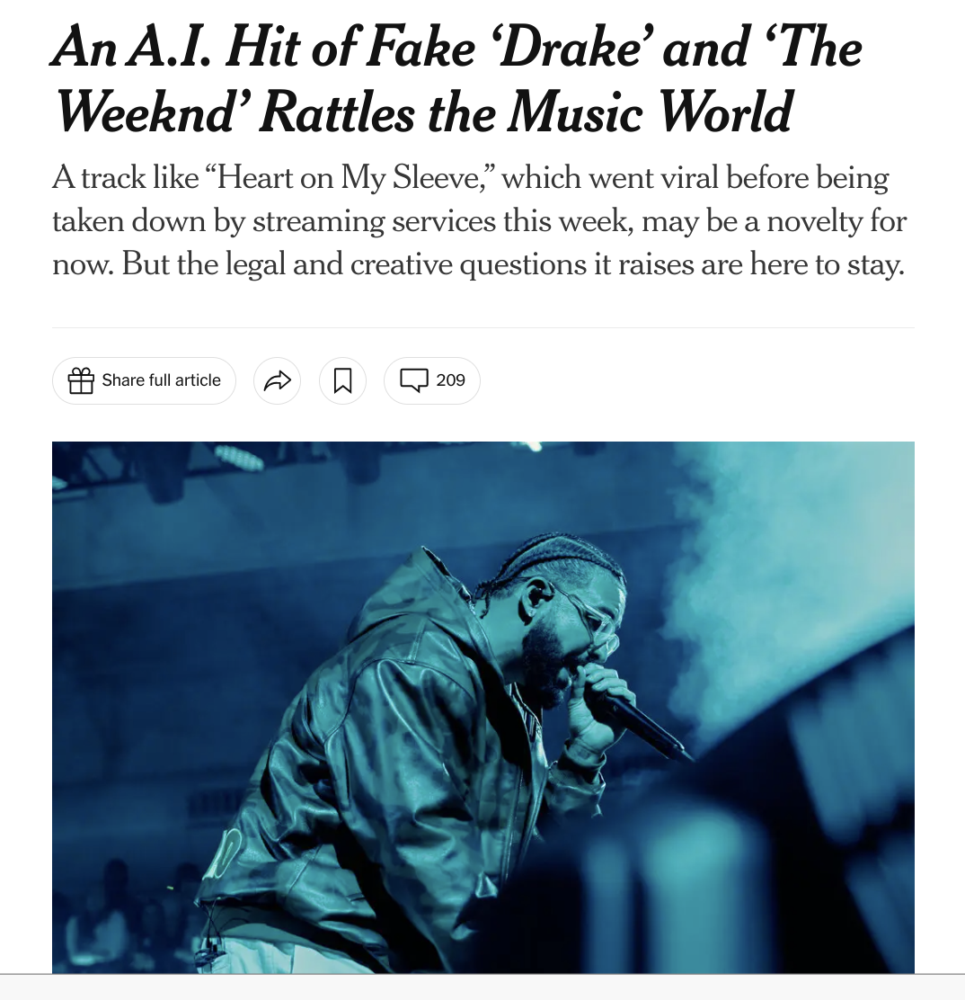 An A.I. Hit of Fake ‘Drake’ and ‘The
Weeknd’ Rattles the Music World
A track like “Heart on My Sleeve,” which went viral before being
taken down by streaming services this week, may be a novelty for
now. But the legal and creative questions it raises are here to stay.
Share full article
209